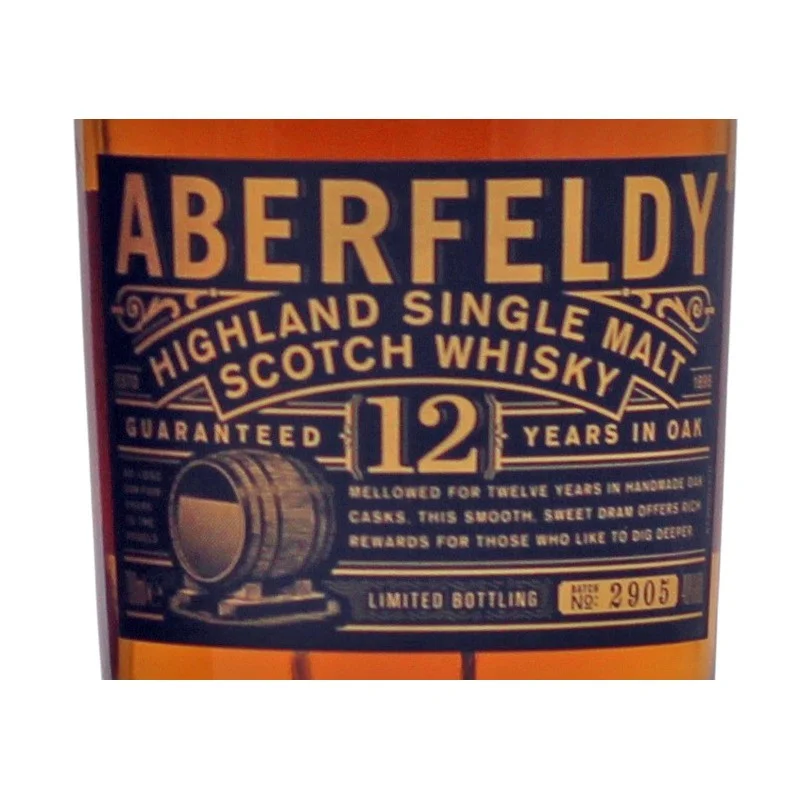 ABERFELDY
HIGHLAND SINGLE MALT
SCOTCH WHISKY
ESTD 1898
GUARANTEED 12 YEARS IN OAK
MELLOWED FOR TWELVE YEARS IN HANDMADE OAK
CASKS, THIS SMOOTH, SWEET DRAM OFFERS RICH
REWARDS FOR THOSE WHO LIKE TO DIG DEEPER
LIMITED BOTTLING BATCH NO: 2905